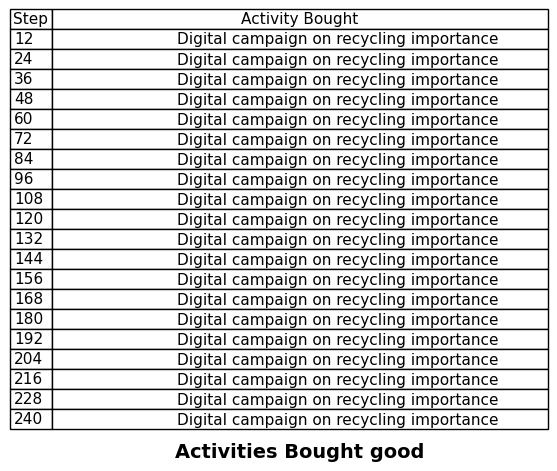 Step Activity Bought
12 Digital campaign on recycling importance
24 Digital campaign on recycling importance
36 Digital campaign on recycling importance
48 Digital campaign on recycling importance
60 Digital campaign on recycling importance
72 Digital campaign on recycling importance
84 Digital campaign on recycling importance
96 Digital campaign on recycling importance
108 Digital campaign on recycling importance
120 Digital campaign on recycling importance
132 Digital campaign on recycling importance
144 Digital campaign on recycling importance
156 Digital campaign on recycling importance
168 Digital campaign on recycling importance
180 Digital campaign on recycling importance
192 Digital campaign on recycling importance
204 Digital campaign on recycling importance
216 Digital campaign on recycling importance
228 Digital campaign on recycling importance
240 Digital campaign on recycling importance
Activities Bought good